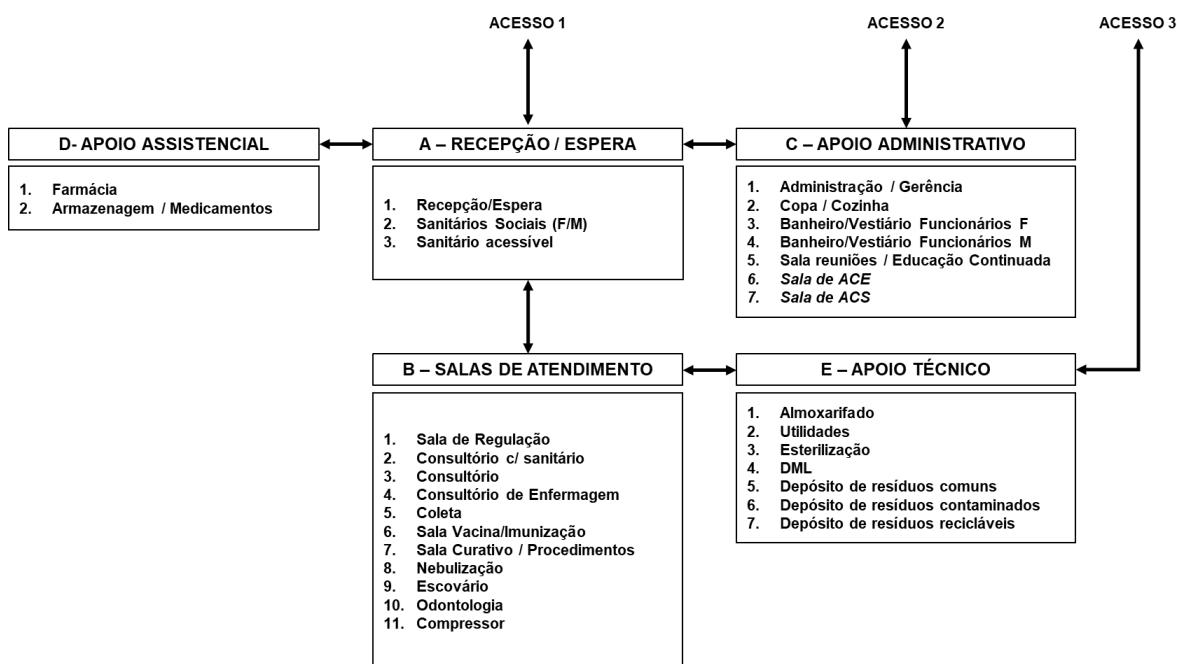 ACESSO 1
ACESSO 2
ACESSO 3
D- APOIO ASSISTENCIAL
1. Farmácia
2. Armazenagem / Medicamentos
A – RECEPÇÃO / ESPERA
1. Recepção/Espera
2. Sanitários Sociais (F/M)
3. Sanitário acessível
C – APOIO ADMINISTRATIVO
1. Administração / Gerência
2. Copa / Cozinha
3. Banheiro/Vestiário Funcionários F
4. Banheiro/Vestiário Funcionários M
5. Sala reuniões / Educação Continuada
6. Sala de ACE
7. Sala de ACS
B – SALAS DE ATENDIMENTO
1. Sala de Regulação
2. Consultório c/ sanitário
3. Consultório
4. Consultório de Enfermagem
5. Coleta
6. Sala Vacina/Imunização
7. Sala Curativo / Procedimentos
8. Nebulização
9. Escovário
10. Odontologia
11. Compressor
E – APOIO TÉCNICO
1. Almoxarifado
2. Utilidades
3. Esterilização
4. DML
5. Depósito de resíduos comuns
6. Depósito de resíduos contaminados
7. Depósito de resíduos recicláveis